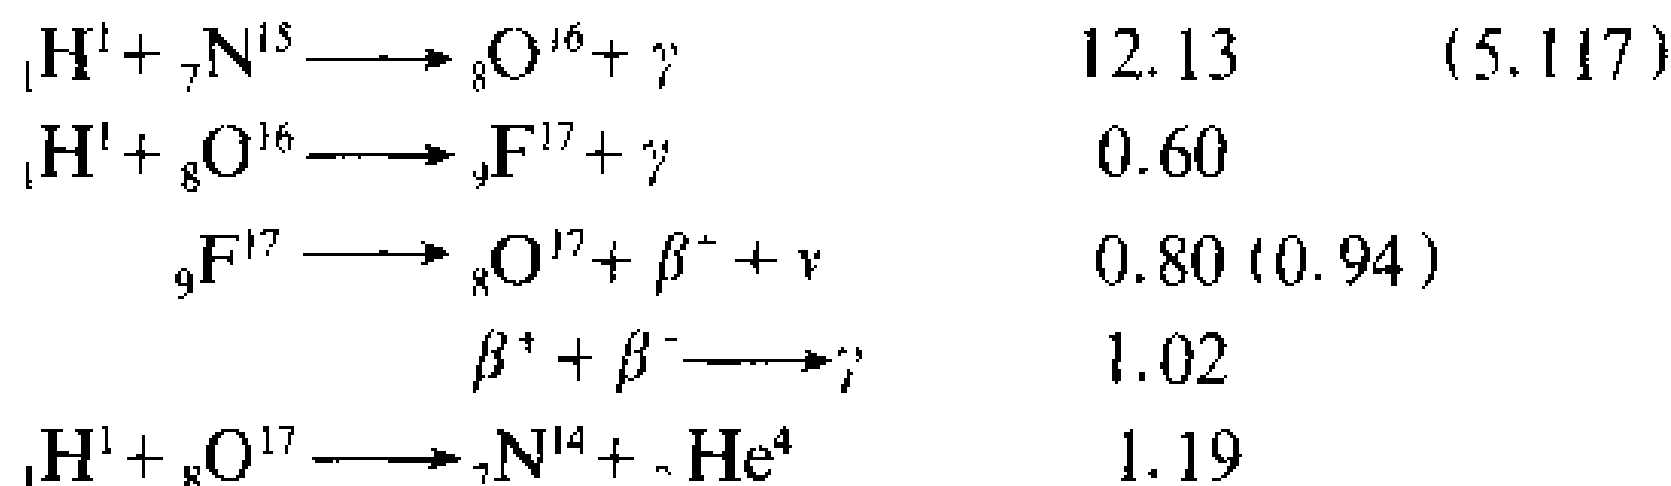 ₁H¹ + ₇N¹⁵ ⟶ ₈O¹⁶ + γ 12.13 (5.117)
₁H¹ + ₈O¹⁶ ⟶ ₉F¹⁷ + γ 0.60
₉F¹⁷ ⟶ ₈O¹⁷ + β⁺ + ν 0.80 (0.94)
β⁺ + β⁻ ⟶ γ 1.02
₁H¹ + ₈O¹⁷ ⟶ ₇N¹⁴ + ₂He⁴ 1.19